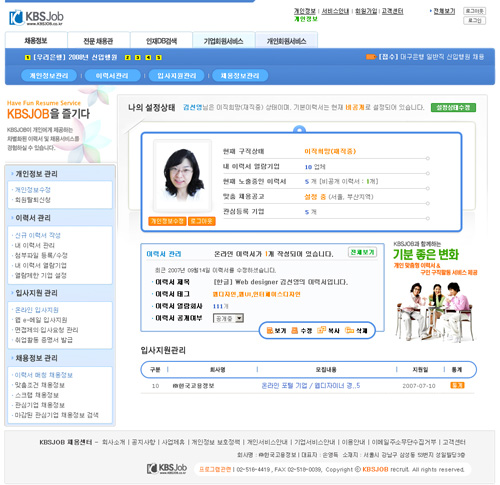 KBSJob
www.KBSJOB.co.kr
개인정보 | 서비스안내 | 회원가입 | 고객센터
전체보기
로그아웃
개인정보
로그인
채용정보
전문 채용관
인재DB검색
기업회원서비스
개인회원서비스
[우리은행] 2008년 신입행원
1 2 3 4 5
[접수] 대구은행 일반직 신입행원 채용
개인정보관리
이력서관리
입사지원관리
채용정보관리
Have Fun Resume Service
KBSJOB을 즐기다
KBSJOB이 개인에게 제공하는
차별화된 이력서 및 채용서비스를
경험하실 수 있습니다.
개인정보 관리
개인정보수정
회원탈퇴신청
이력서 관리
신규 이력서 작성
내 이력서 관리
첨부파일 등록/수정
내 이력서 열람기업
열람제한 기업 설정
입사지원 관리
온라인 입사지원
웹 e-메일 입사지원
면접제의·입사요청 관리
취업활동 증명서 발급
채용정보 관리
이력서 매칭 채용정보
맞춤조건 채용정보
스크랩 채용정보
관심기업 채용정보
마감된 관심기업 채용정보 검색
나의 설정상태 김선영님은 이직희망(재직중) 상태이며, 기본이력서는 현재 비공개로 설정되어 있습니다.
설정상태수정
현재 구직상태 이직희망(재직중)
내 이력서 열람기업 10 업체
현재 노출중인 이력서 5 개 [비공개 이력서 : 1개]
맞춤 채용공고 설정 중 (서울, 부산지역)
관심등록 기업 5 개
개인정보수정
로그아웃
이력서 관리 온라인 이력서가 1개 작성되어 있습니다.
전체보기
최근 2007년 09월14일 이력서를 수정하셨습니다.
이력서 제목 [한글] Web designer 김선영의 이력서입니다.
이력서 태그 웹디자인,웹UI,인터페이스디자인
이력서 열람회사 111개
이력서 공개여부 공개중
보기 수정 복사 삭제
KBSJOB과 함께하는
기분 좋은 변화
개인 맞춤형 이력서 &
구인 구직활동 서비스 제공
입사지원관리
구분 회사명 모집내용 지원일 통계
10 ㈜한국고용정보 온라인 포털 기업 / 웹디자이너 경..5 2007-07-10 통계
KBSJOB 채용센터 - 회사소개 | 공지사항 | 사업제휴 | 개인정보 보호정책 | 개인서비스안내 | 기업서비스안내 | 이용안내 | 이메일주소무단수집거부 | 고객센터
회사명 : ㈜한국고용정보 | 대표자 : 손영득 소재지 : 서울시 강남구 삼성동 보번지 성일빌딩3층
KBSJob
프로그램관련 | 02-516-4419 , FAX 02-516-0039, Copyright ⓒ KBSJOB recruit. All rights reserved.